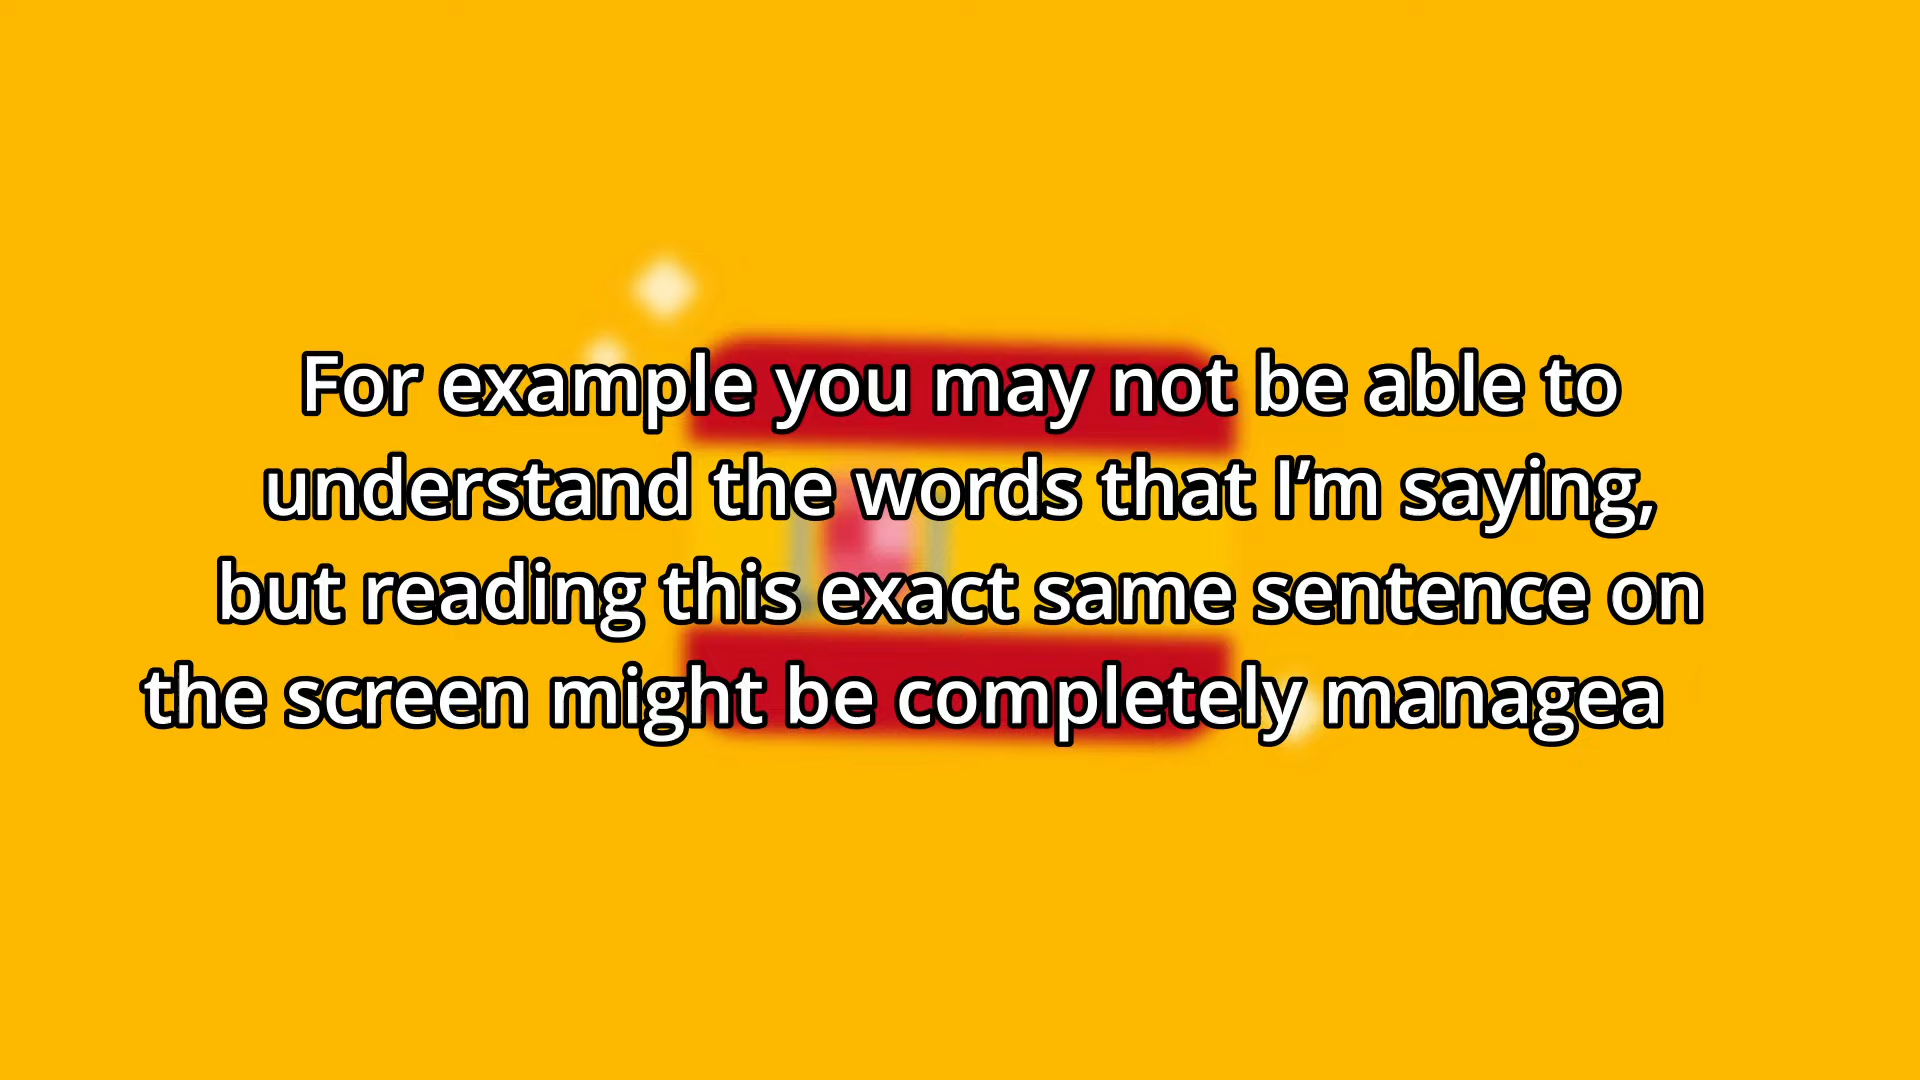 For example you may not be able to
understand the words that I’m saying,
but reading this exact same sentence on
the screen might be completely managea